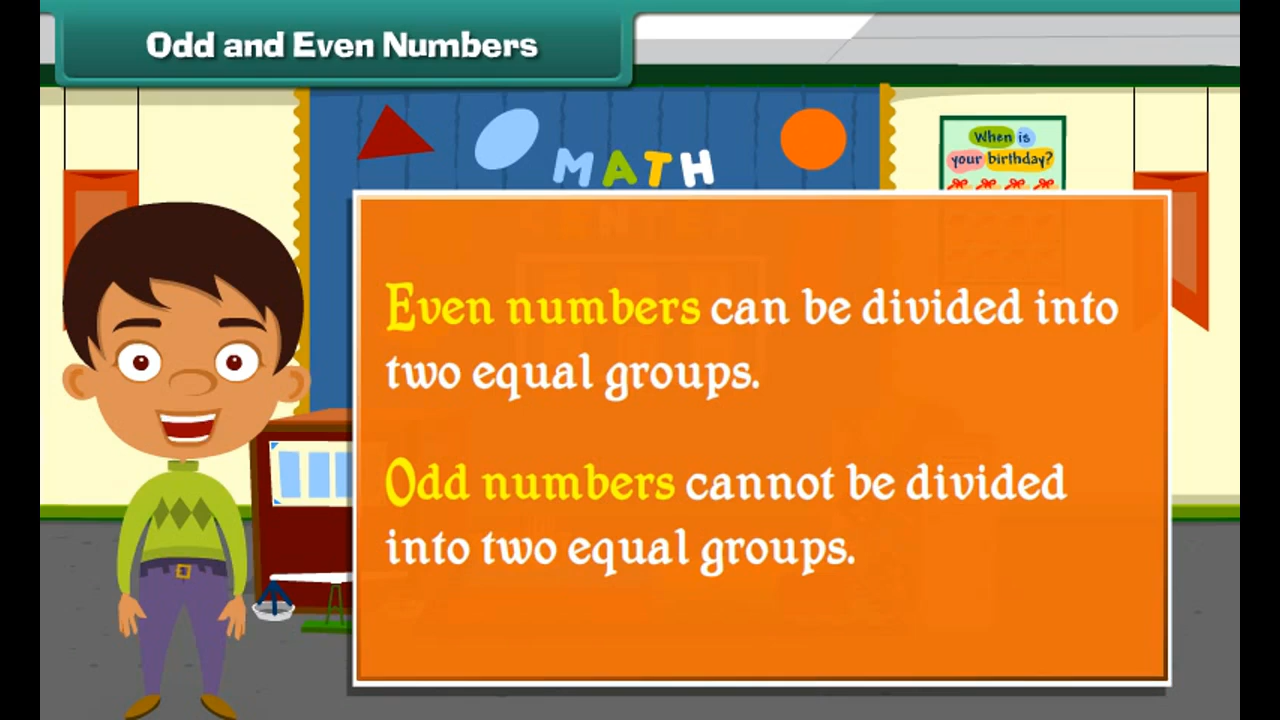 Odd and Even Numbers
MATH
When is
your birthday?
Even numbers can be divided into
two equal groups.
Odd numbers cannot be divided
into two equal groups.